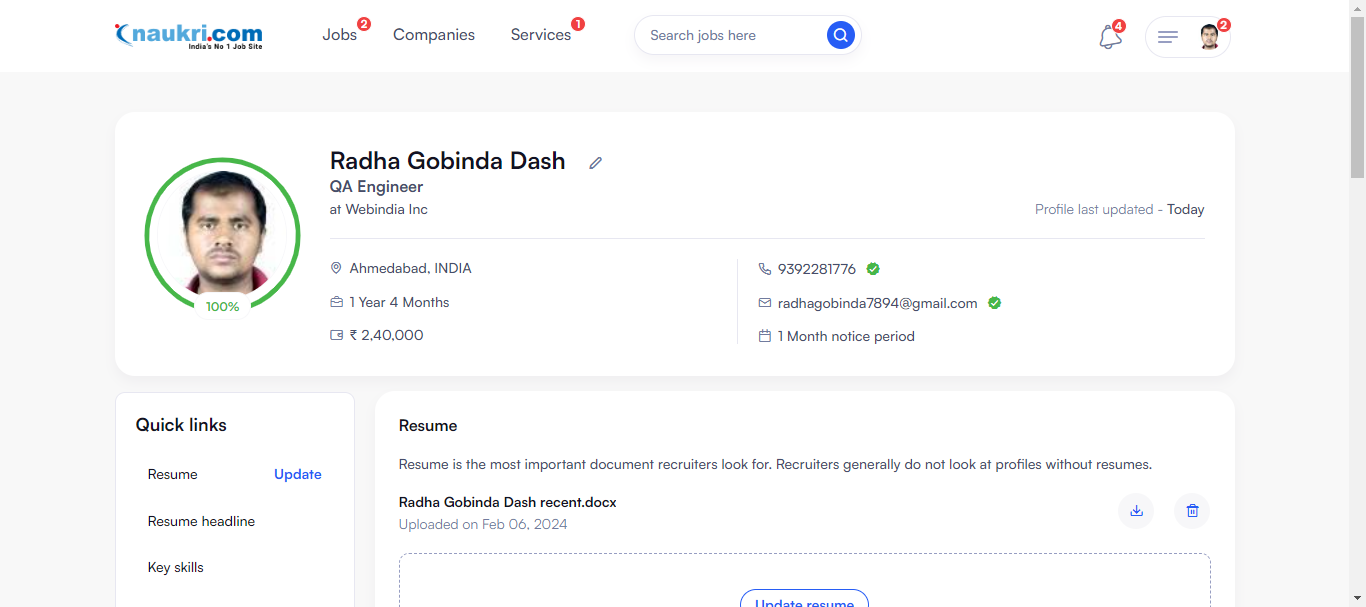 naukri.com
India's No 1 Job Site
Jobs 2
Companies
Services 1
Search jobs here
4
2
Radha Gobinda Dash
QA Engineer
at Webindia Inc
Profile last updated - Today
100%
Ahmedabad, INDIA
1 Year 4 Months
₹ 2,40,000
9392281776
radhagobinda7894@gmail.com
1 Month notice period
Quick links
Resume Update
Resume headline
Key skills
Resume
Resume is the most important document recruiters look for. Recruiters generally do not look at profiles without resumes.
Radha Gobinda Dash recent.docx
Uploaded on Feb 06, 2024
Update resume